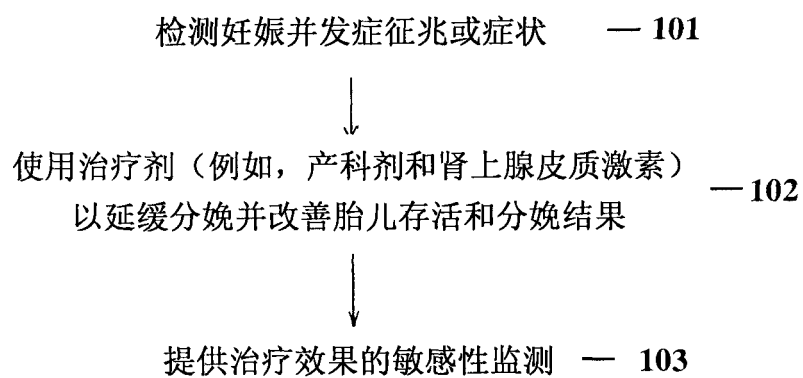 检测妊娠并发症征兆或症状 — 101
使用治疗剂（例如，产科剂和肾上腺皮质激素）
以延缓分娩并改善胎儿存活和分娩结果 — 102
提供治疗效果的敏感性监测 — 103